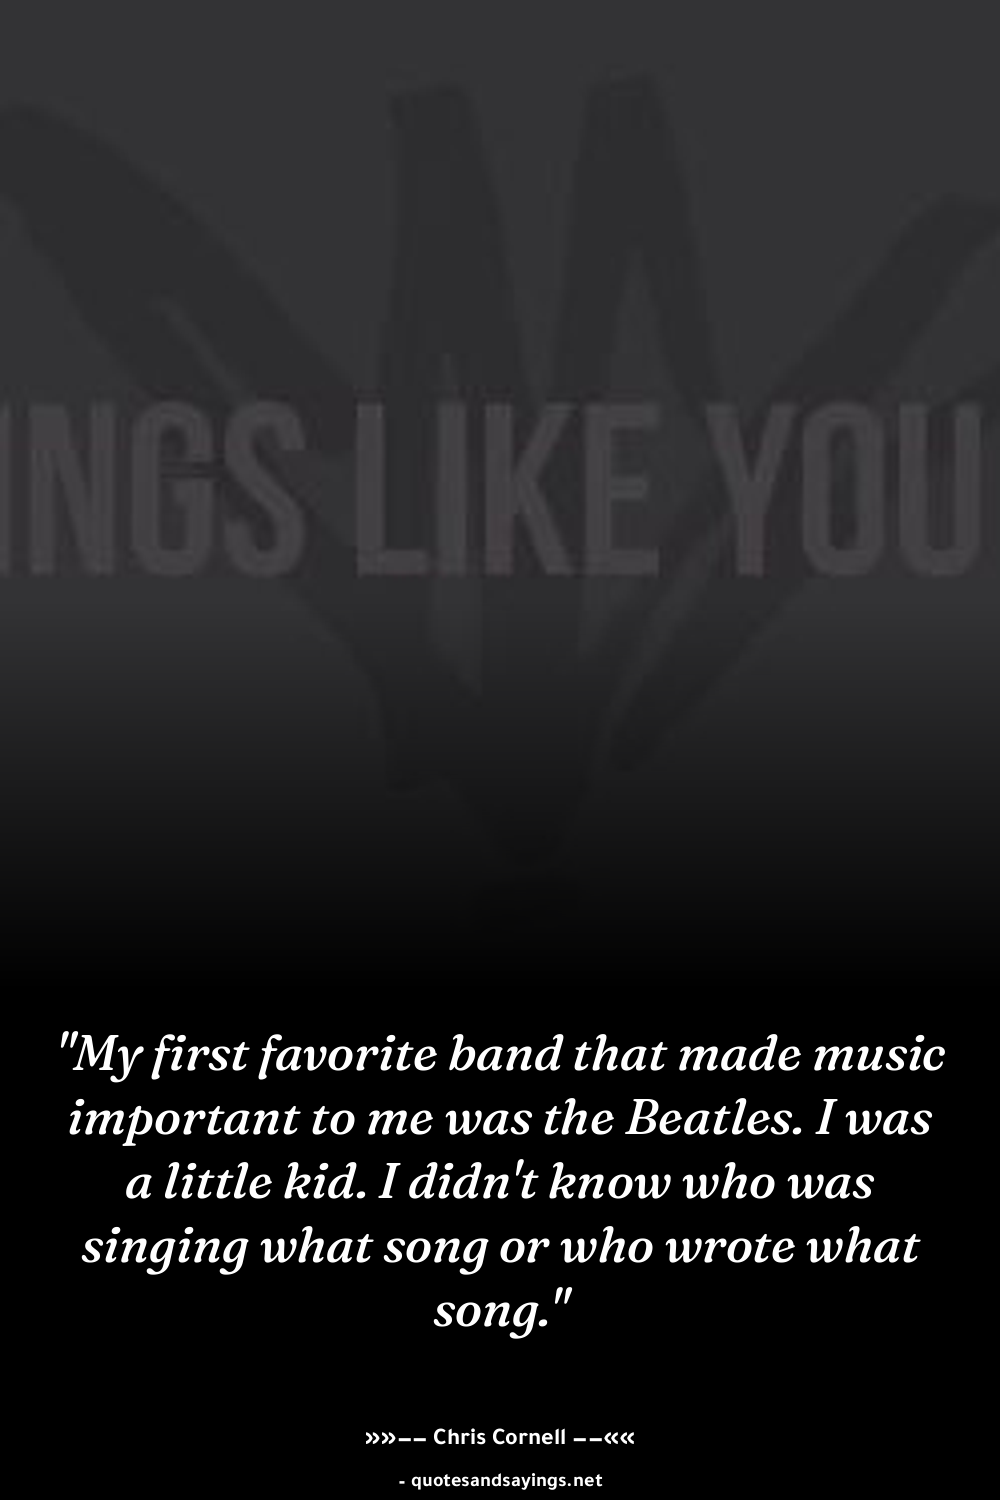 INGS LIKE YOU
"My first favorite band that made music
important to me was the Beatles. I was
a little kid. I didn't know who was
singing what song or who wrote what
song."
»»−− Chris Cornell −−««
- quotesandsayings.net